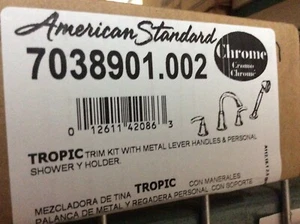 American Standard
7038901.002
Chrome
Cromo
Chrome
0 12611 42086 3
TROPIC TRIM KIT WITH METAL LEVER HANDLES & PERSONAL
SHOWER Y HOLDER.
MEZCLADORA DE TINA TROPIC CON MANERALES
PALANCA DE METAL Y REGADERA PERSONAL CON SOPORTE